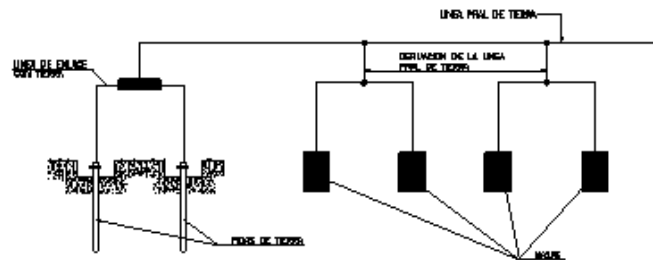 LINEA PRAL DE TIERRA
LINEA DE ENLACE
CON TIERRA
DERIVACION DE LA LINEA
PRAL DE TIERRA
PICAS DE TIERRA
MASAS